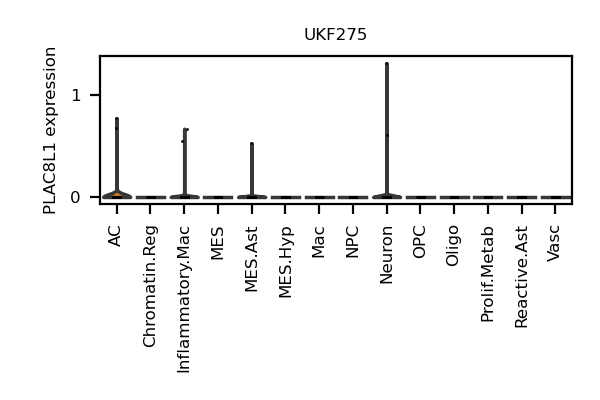 UKF275
PLAC8L1 expression
1
0
AC
Chromatin.Reg
Inflammatory.Mac
MES
MES.Ast
MES.Hyp
Mac
NPC
Neuron
OPC
Oligo
Prolif.Metab
Reactive.Ast
Vasc